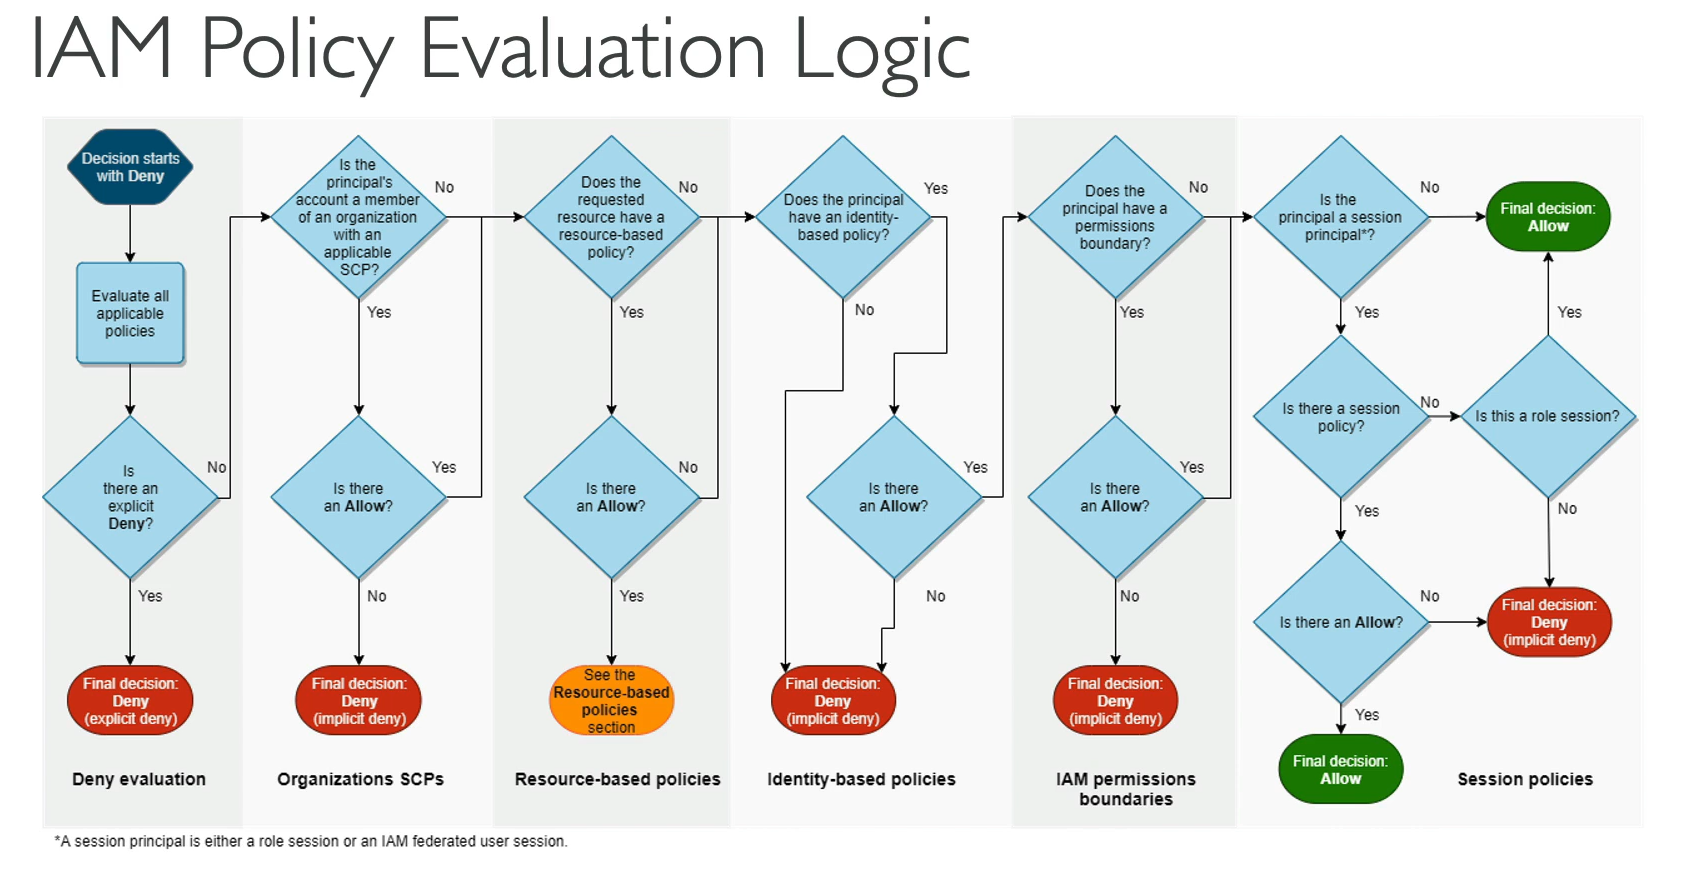 IAM Policy Evaluation Logic
Decision starts
with Deny
Evaluate all
applicable
policies
Is
there an
explicit
Deny?
No
Yes
Final decision:
Deny
(explicit deny)
Deny evaluation
Is the
principal's
account a member
of an organization
with an
applicable
SCP?
No
Yes
Is there
an Allow?
Yes
No
Final decision:
Deny
(implicit deny)
Organizations SCPs
Does the
requested
resource have a
resource-based
policy?
No
Yes
Is there
an Allow?
No
Yes
See the
Resource-based
policies
section
Resource-based policies
Does the principal
have an identity-
based policy?
Yes
No
Is there
an Allow?
Yes
No
Final decision:
Deny
(implicit deny)
Identity-based policies
Does the
principal have a
permissions
boundary?
No
Yes
Is there
an Allow?
Yes
No
Final decision:
Deny
(implicit deny)
IAM permissions
boundaries
Is the
principal a session
principal*?
No
Final decision:
Allow
Yes
Yes
Is there a session
policy?
No
Is this a role session?
Yes
No
Is there an Allow?
No
Final decision:
Deny
(implicit deny)
Yes
Final decision:
Allow
Session policies
*A session principal is either a role session or an IAM federated user session.